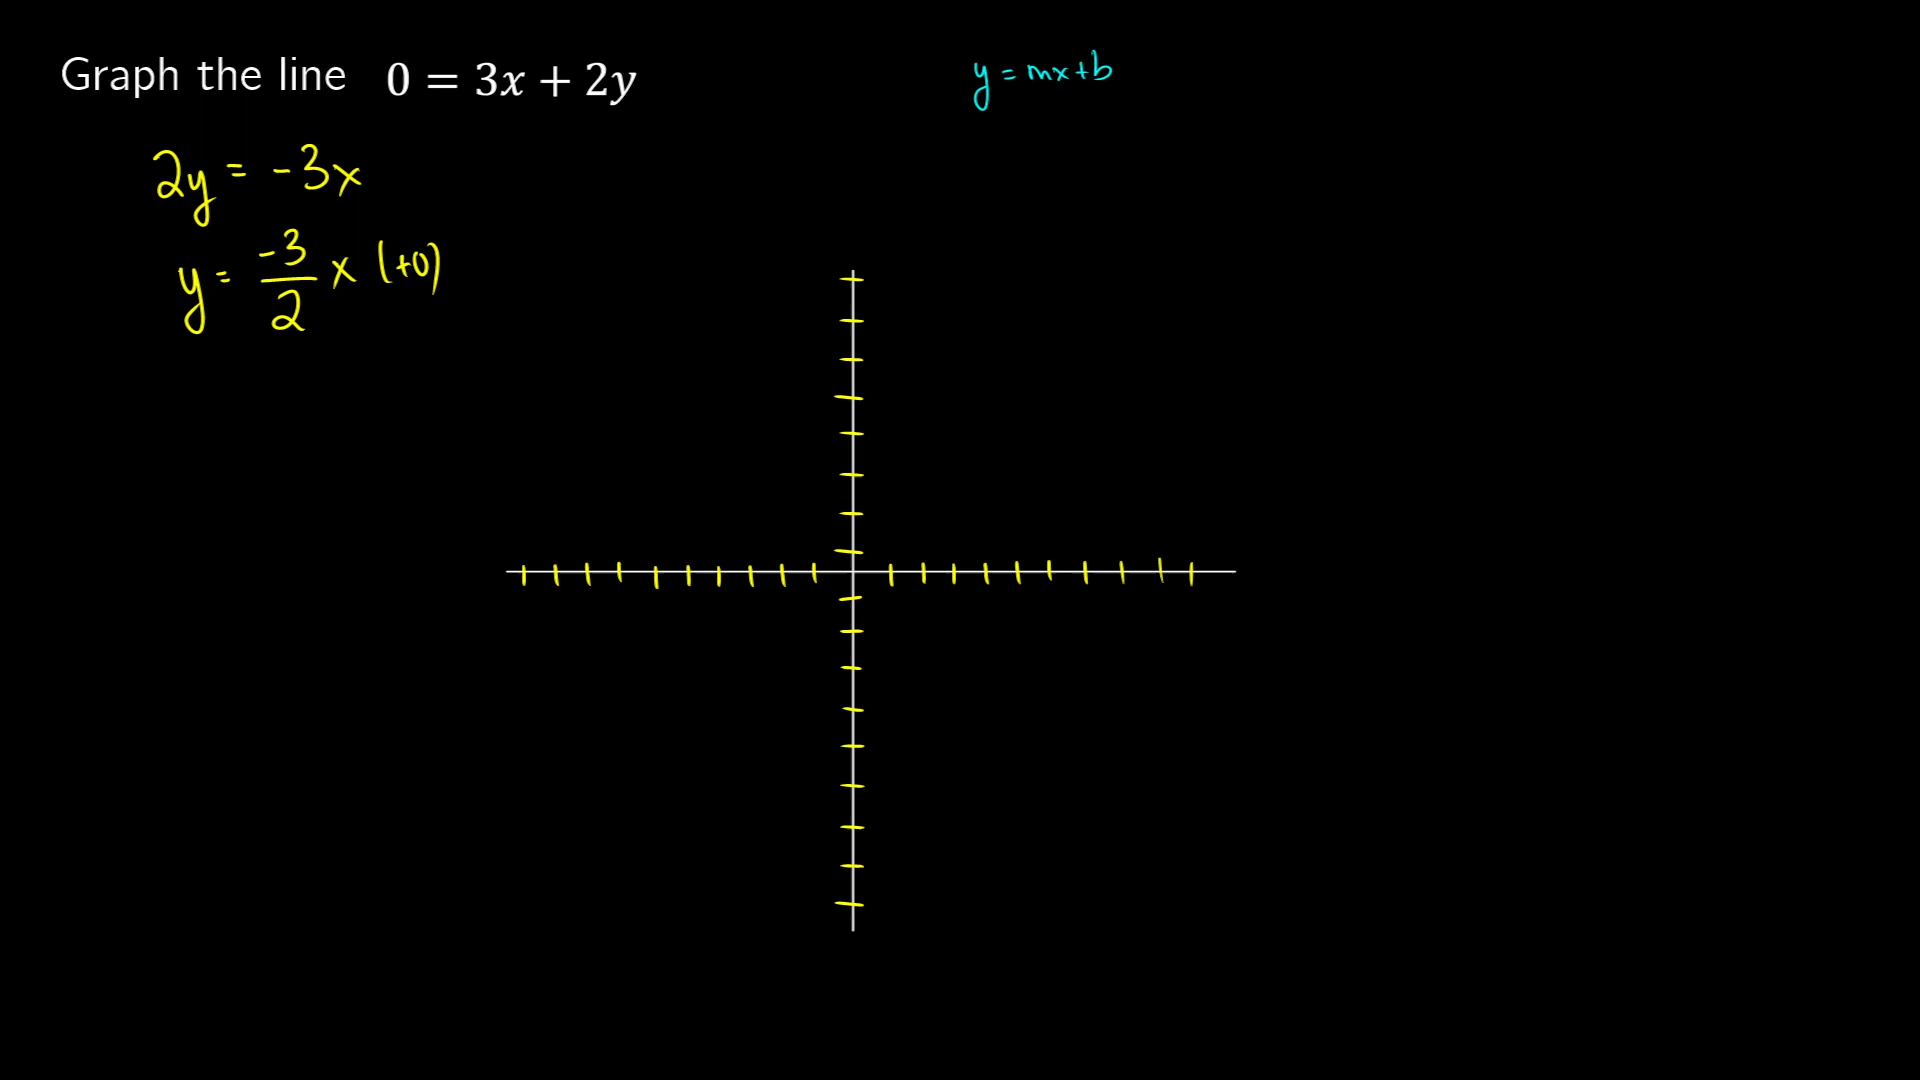 Graph the line 0 = 3x + 2y
y = mx+b
2y = -3x
y = -3/2 x (+0)